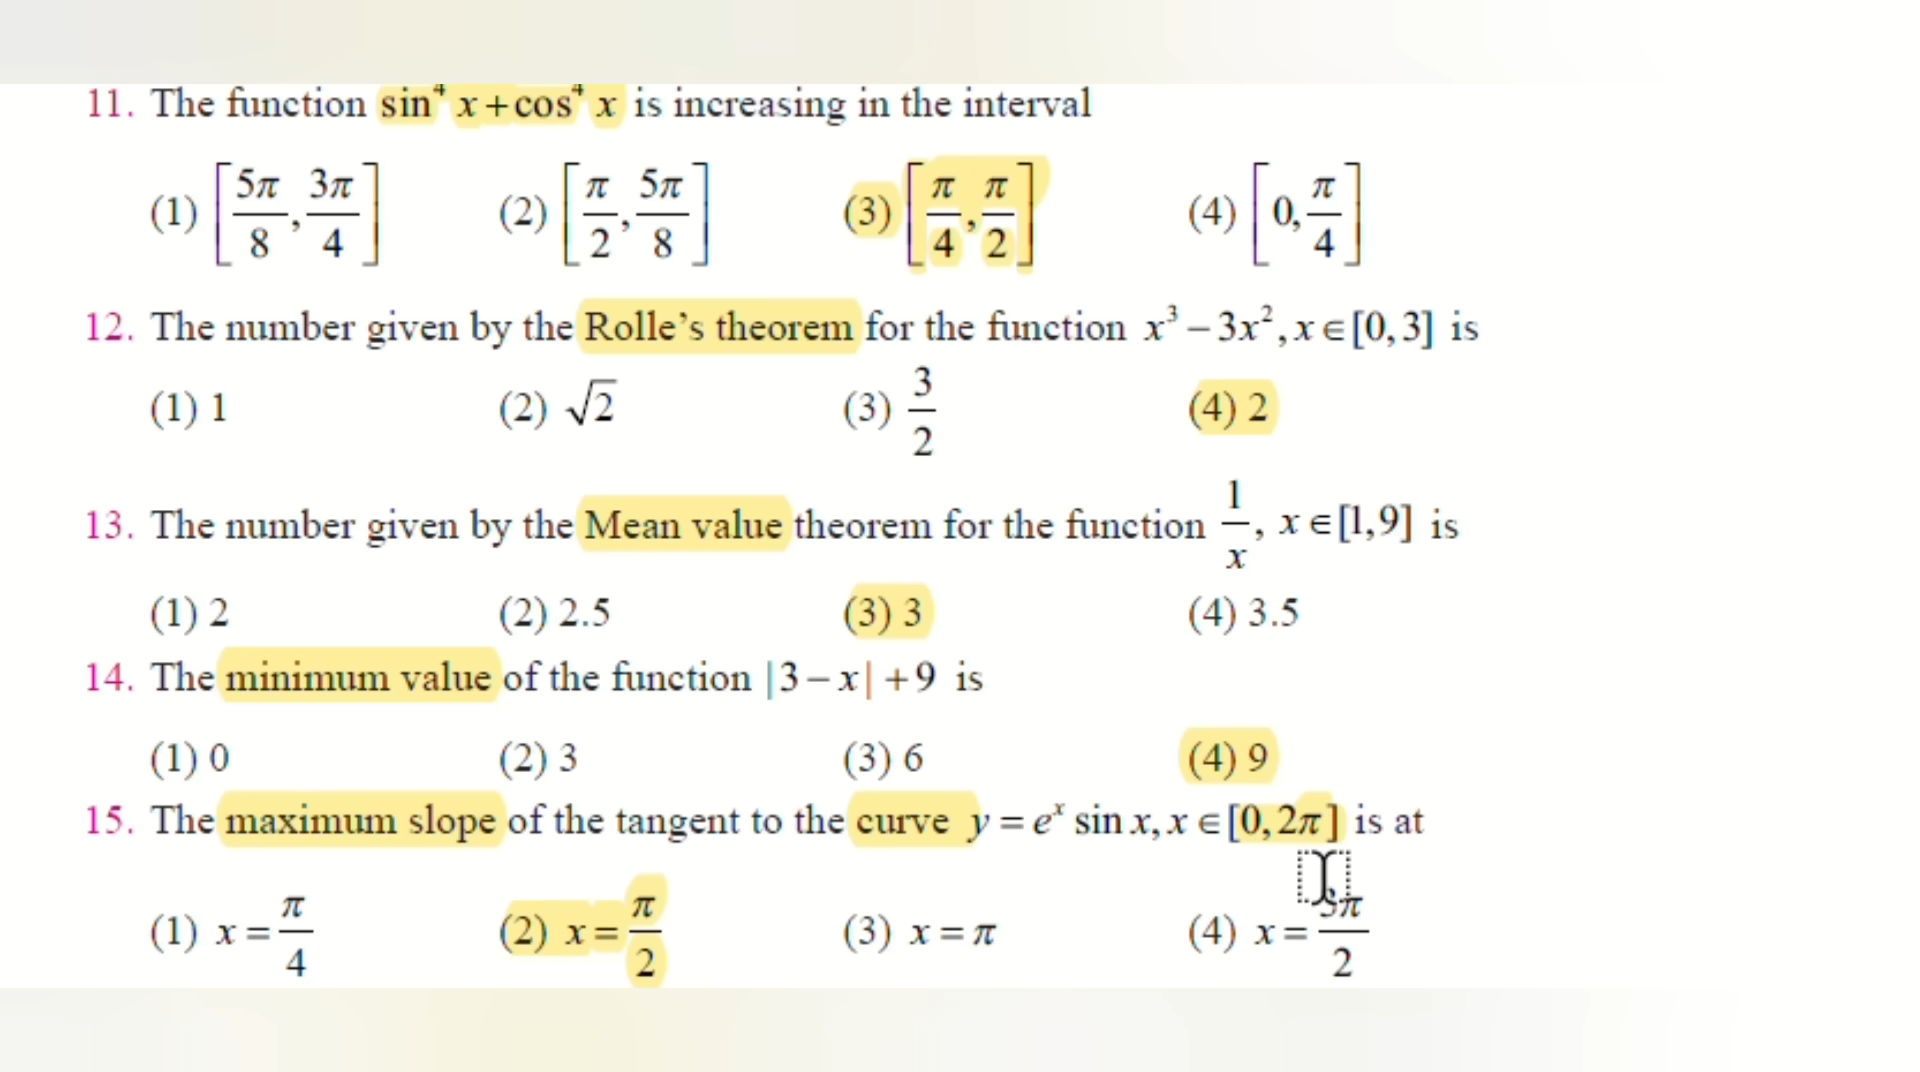 11. The function sin⁴ x + cos⁴ x is increasing in the interval
(1) [5π/8, 3π/4] (2) [π/2, 5π/8] (3) [π/4, π/2] (4) [0, π/4]
12. The number given by the Rolle's theorem for the function x³ − 3x², x ∈ [0, 3] is
(1) 1 (2) √2 (3) 3/2 (4) 2
13. The number given by the Mean value theorem for the function 1/x, x ∈ [1, 9] is
(1) 2 (2) 2.5 (3) 3 (4) 3.5
14. The minimum value of the function |3 − x| + 9 is
(1) 0 (2) 3 (3) 6 (4) 9
15. The maximum slope of the tangent to the curve y = eˣ sin x, x ∈ [0, 2π] is at
(1) x = π/4 (2) x = π/2 (3) x = π (4) x = 3π/2